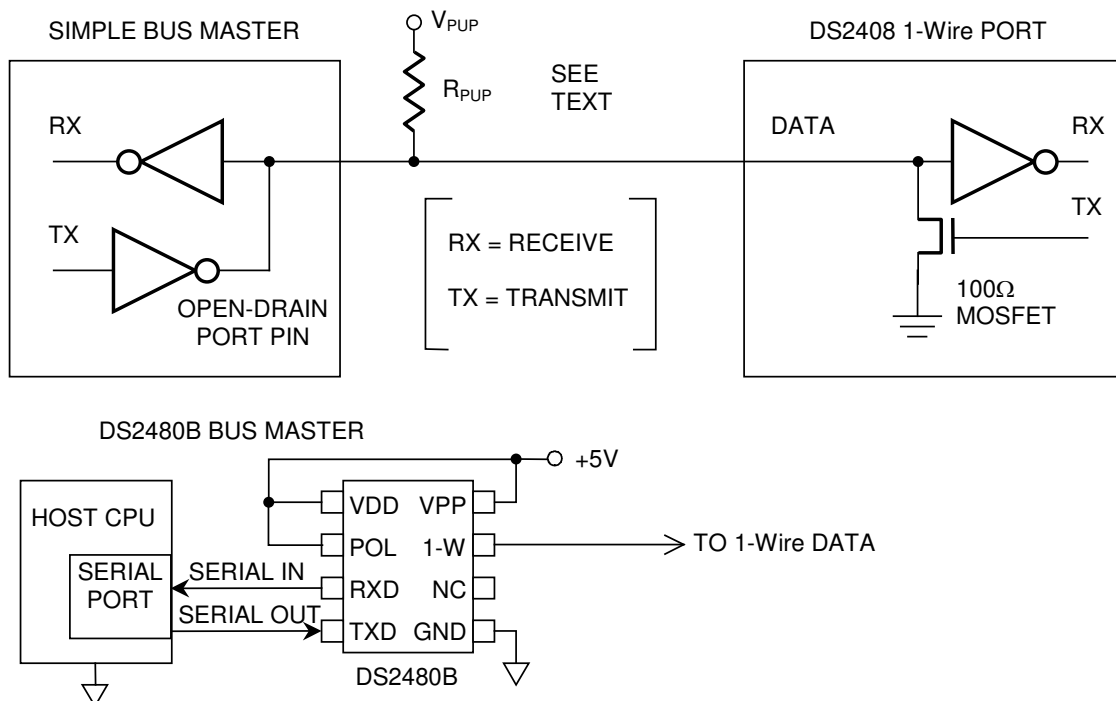 SIMPLE BUS MASTER
V_PUP
DS2408 1-Wire PORT
R_PUP
SEE
TEXT
RX
DATA
RX
TX
TX
RX = RECEIVE
TX = TRANSMIT
OPEN-DRAIN
PORT PIN
100Ω
MOSFET
DS2480B BUS MASTER
+5V
HOST CPU
VDD
VPP
POL
1-W
TO 1-Wire DATA
SERIAL
PORT
SERIAL IN
RXD
NC
SERIAL OUT
TXD
GND
DS2480B